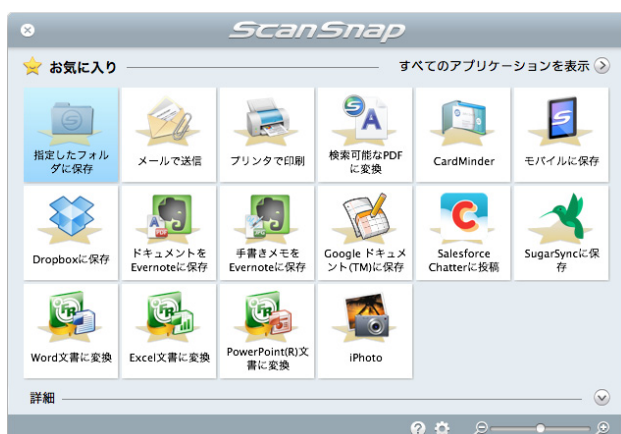 ScanSnap
お気に入り
すべてのアプリケーションを表示
指定したフォル
ダに保存
メールで送信
プリンタで印刷
検索可能なPDF
に変換
CardMinder
モバイルに保存
Dropboxに保存
ドキュメントを
Evernoteに保存
手書きメモを
Evernoteに保存
Google ドキュメ
ント(TM)に保存
Salesforce
Chatterに投稿
SugarSyncに保
存
Word文書に変換
Excel文書に変換
PowerPoint(R)文
書に変換
iPhoto
詳細